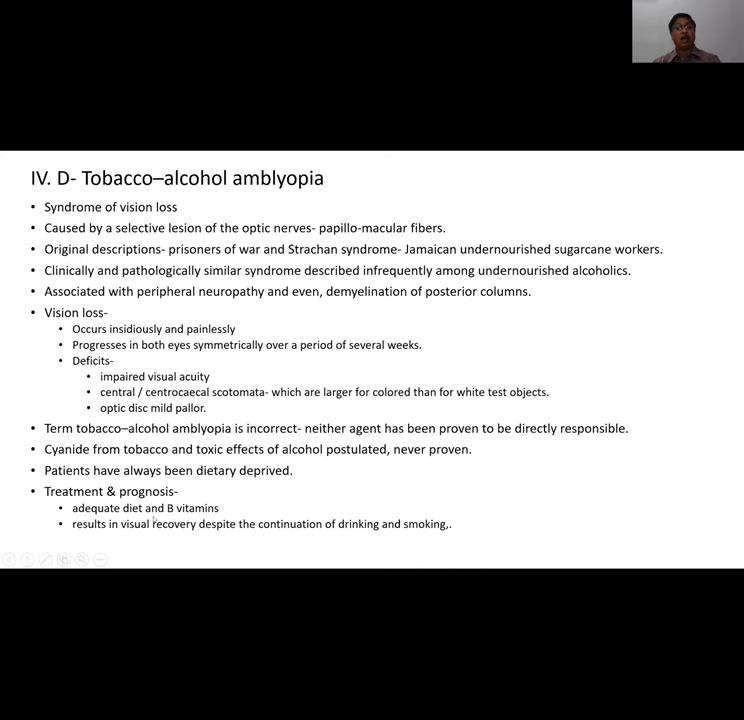 IV. D- Tobacco–alcohol amblyopia
• Syndrome of vision loss
• Caused by a selective lesion of the optic nerves- papillo-macular fibers.
• Original descriptions- prisoners of war and Strachan syndrome- Jamaican undernourished sugarcane workers.
• Clinically and pathologically similar syndrome described infrequently among undernourished alcoholics.
• Associated with peripheral neuropathy and even, demyelination of posterior columns.
• Vision loss-
• Occurs insidiously and painlessly
• Progresses in both eyes symmetrically over a period of several weeks.
• Deficits-
• impaired visual acuity
• central / centrocaecal scotomata- which are larger for colored than for white test objects.
• optic disc mild pallor.
• Term tobacco–alcohol amblyopia is incorrect- neither agent has been proven to be directly responsible.
• Cyanide from tobacco and toxic effects of alcohol postulated, never proven.
• Patients have always been dietary deprived.
• Treatment & prognosis-
• adequate diet and B vitamins
• results in visual recovery despite the continuation of drinking and smoking,.